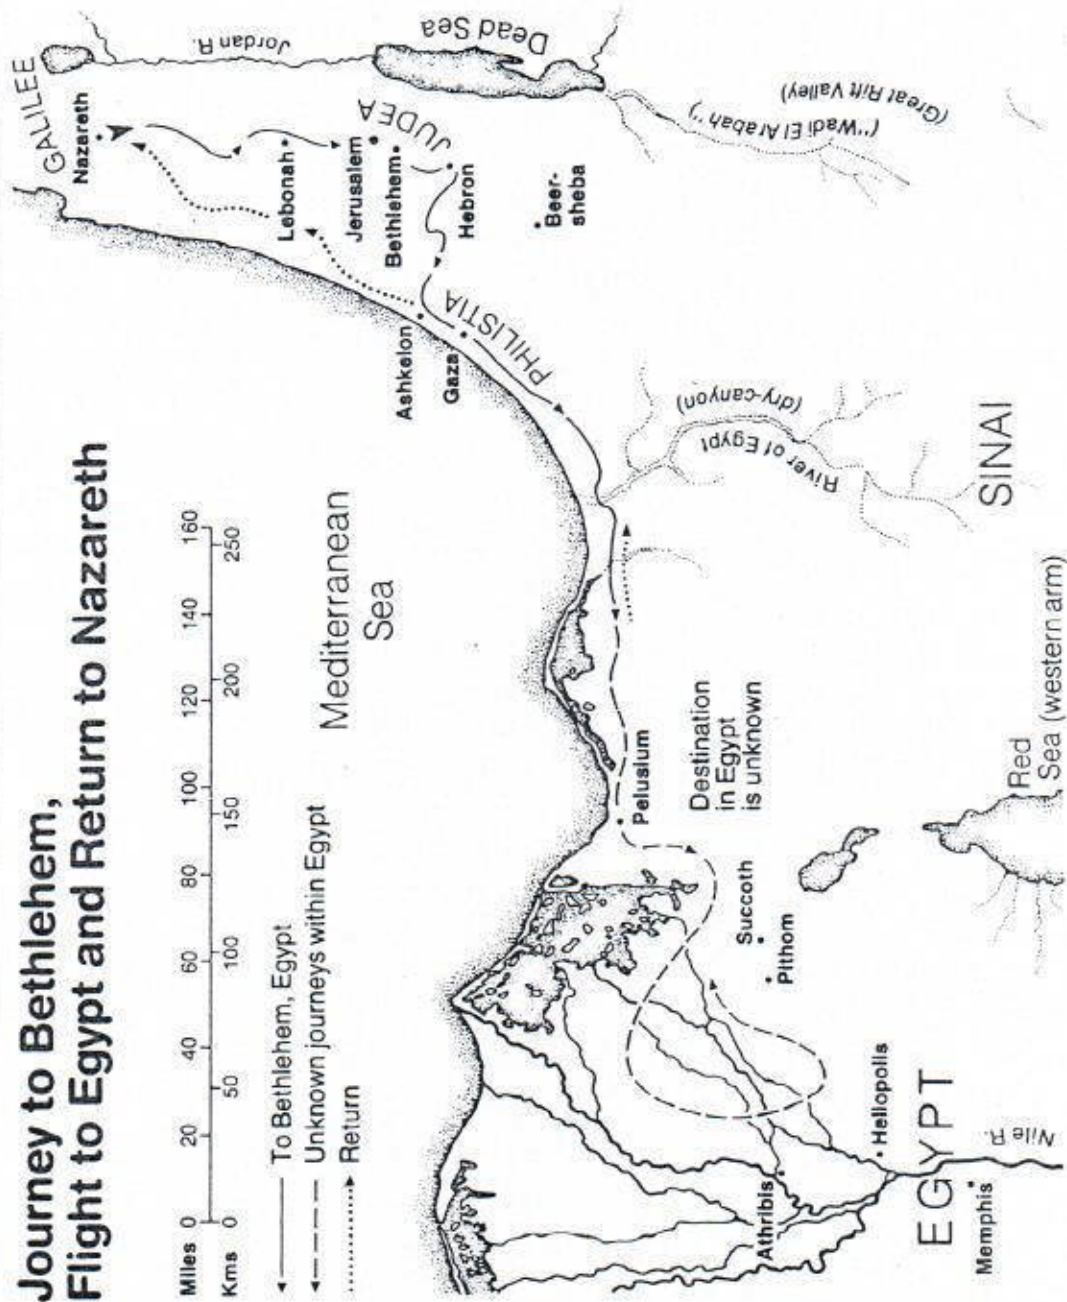 Journey to Bethlehem,
Flight to Egypt and Return to Nazareth
Miles 0 20 40 60 80 100 120 140 160
Kms 0 50 100 150 200 250
To Bethlehem, Egypt
Unknown journeys within Egypt
Return
Mediterranean
Sea
GALILEE
Nazareth
Jordan R.
Lebonah
JUDEA
Jerusalem
Bethlehem
Dead Sea
Hebron
Beer-
sheba
("Wadi El Arabah")
(Great Rift Valley)
Ashkelon
Gaza
PHILISTIA
River of Egypt
(dry-canyon)
SINAI
Pelusium
Destination
in Egypt
is unknown
Succoth
Pithom
Red
Sea (western arm)
Athribis
Heliopolis
EGYPT
Memphis
Nile R.